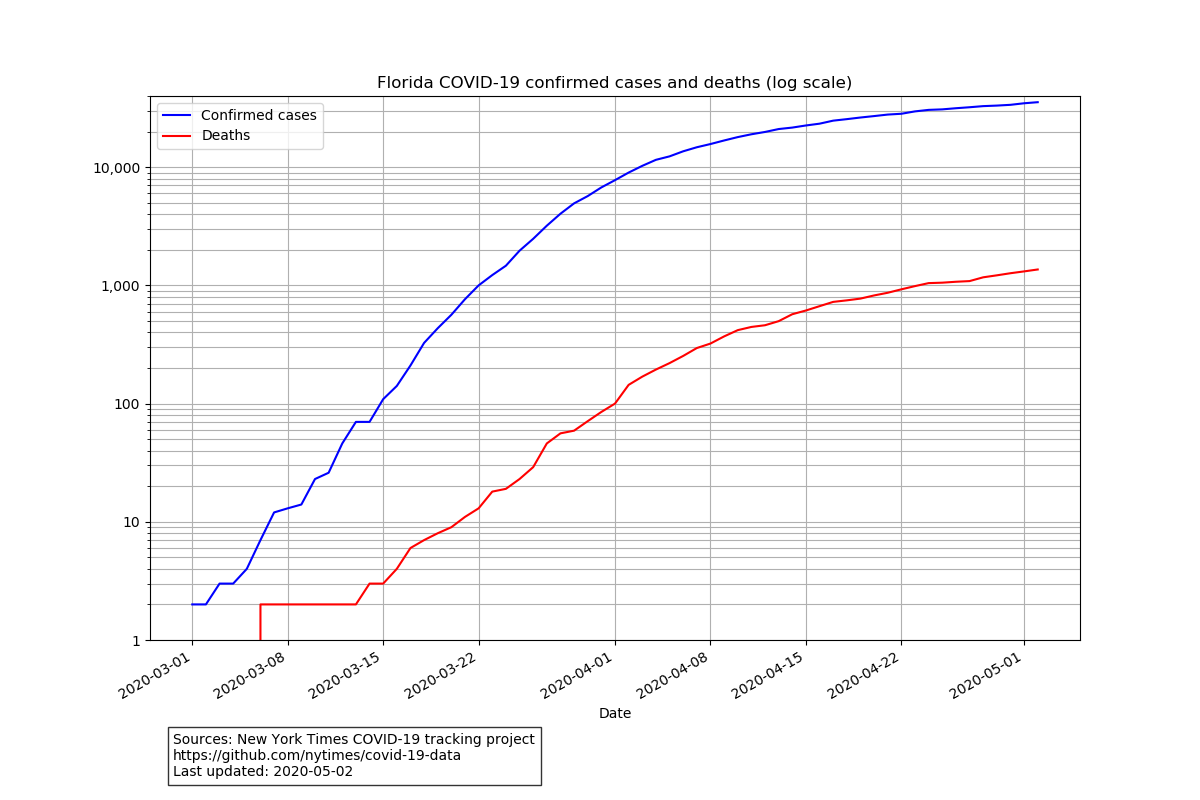 Florida COVID-19 confirmed cases and deaths (log scale)
Confirmed cases
Deaths
10,000
1,000
100
10
1
2020-03-01
2020-03-08
2020-03-15
2020-03-22
2020-04-01
2020-04-08
2020-04-15
2020-04-22
2020-05-01
Date
Sources: New York Times COVID-19 tracking project
https://github.com/nytimes/covid-19-data
Last updated: 2020-05-02